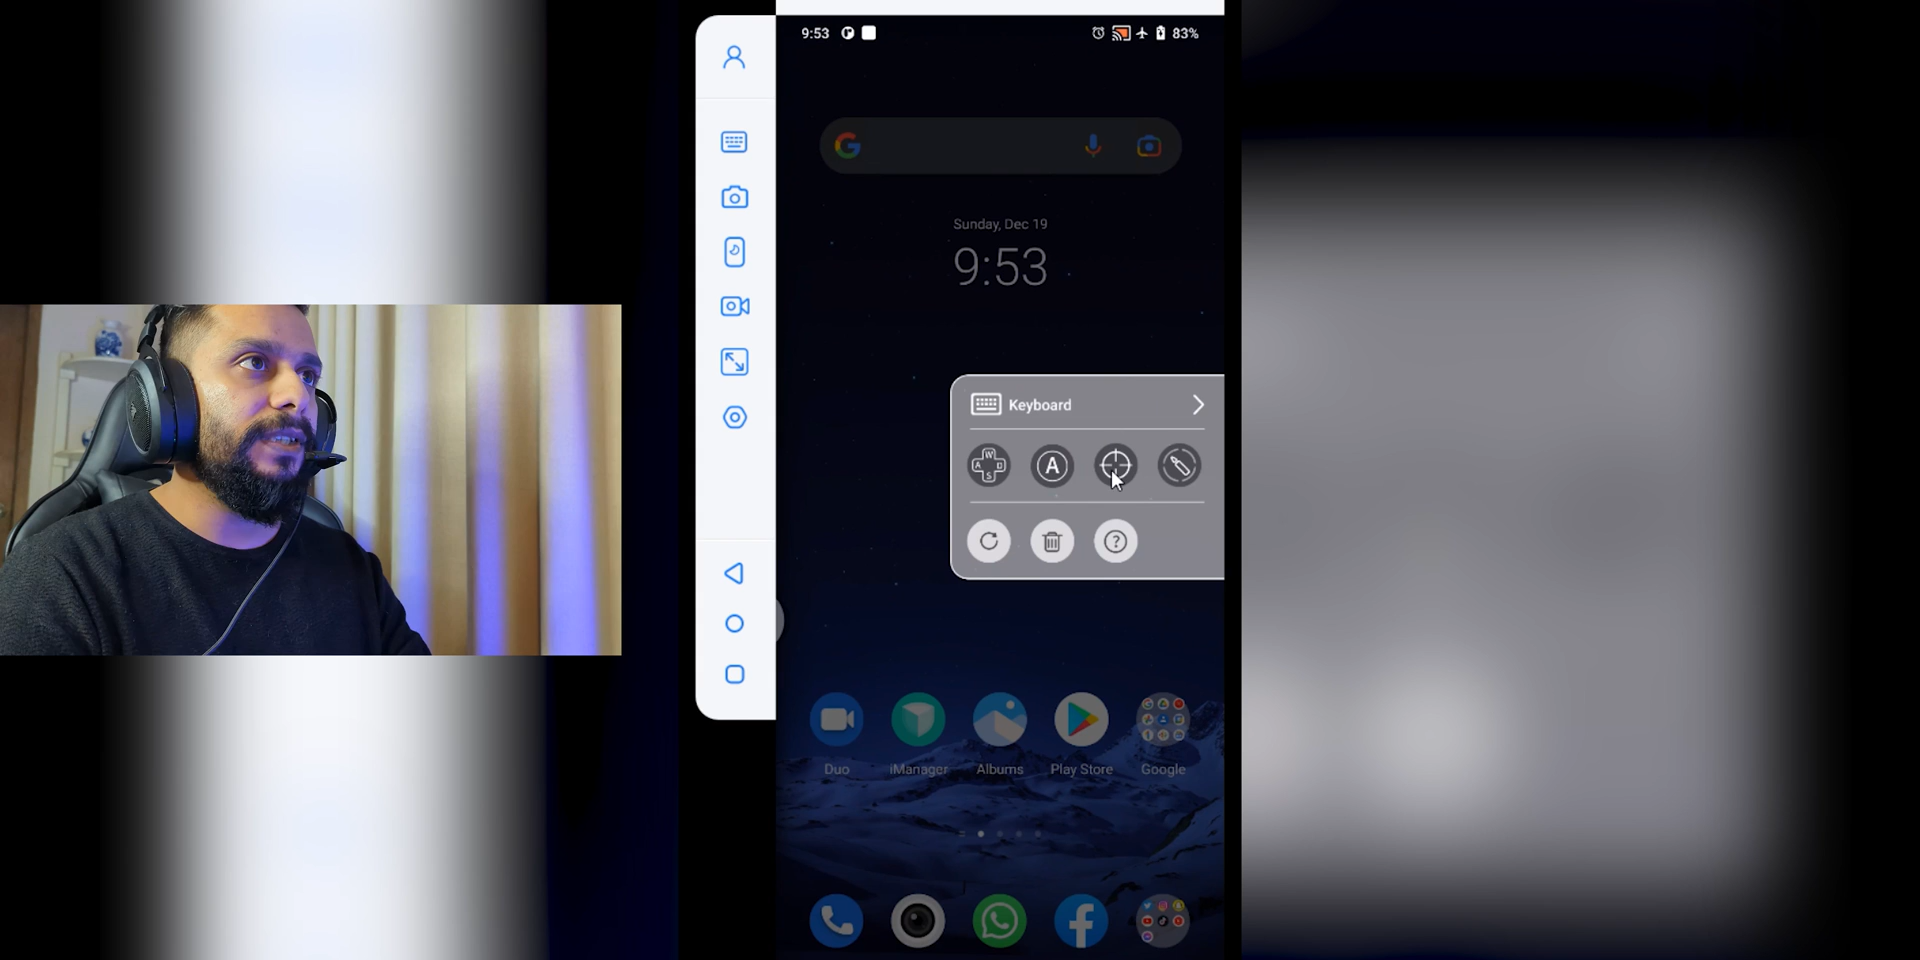 9:53
83%
G
Sunday, Dec 19
9:53
Keyboard
W
A D
S
A
?
Duo iManager Albums Play Store Google